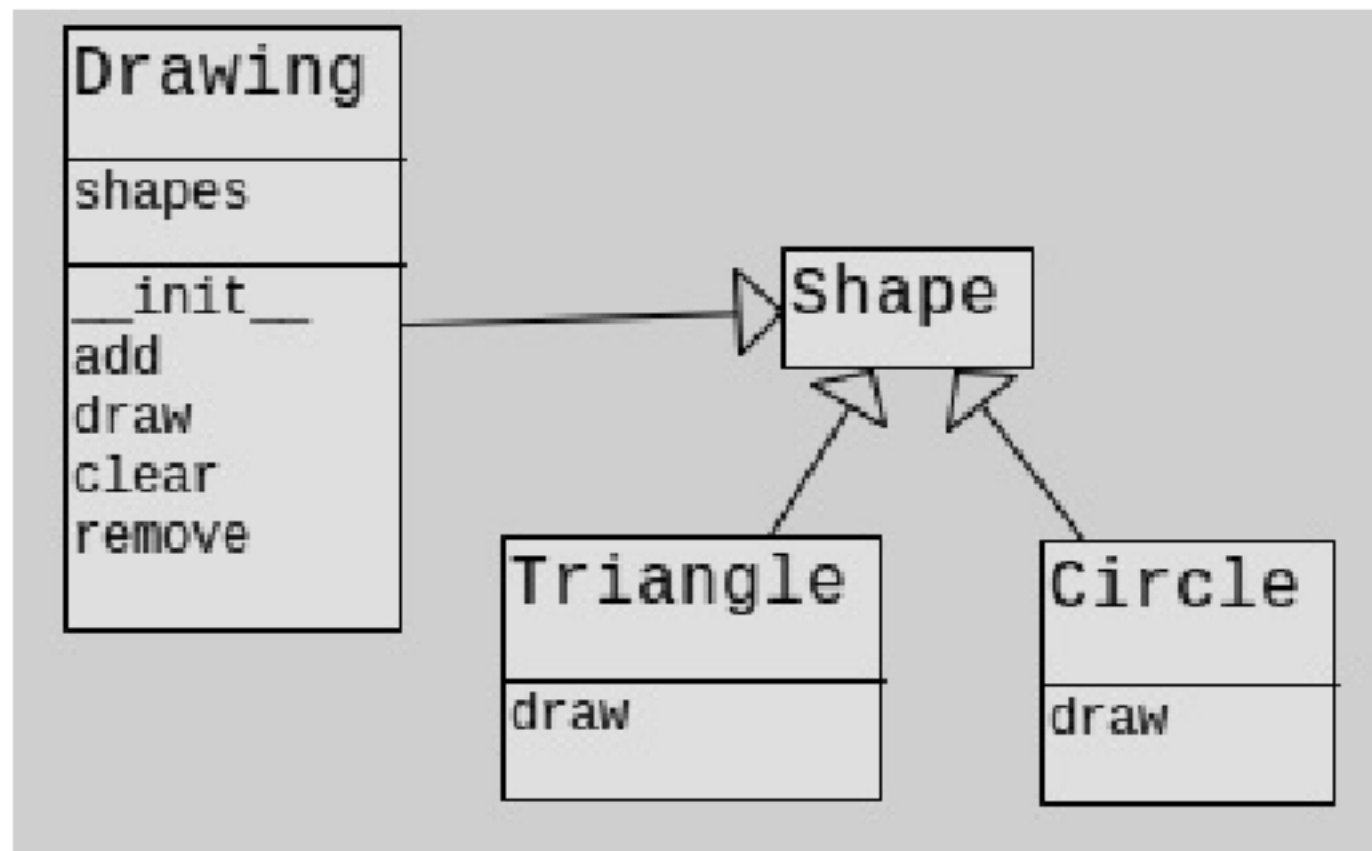 Drawing
shapes
__init__
add
draw
clear
remove
Shape
Triangle
draw
Circle
draw